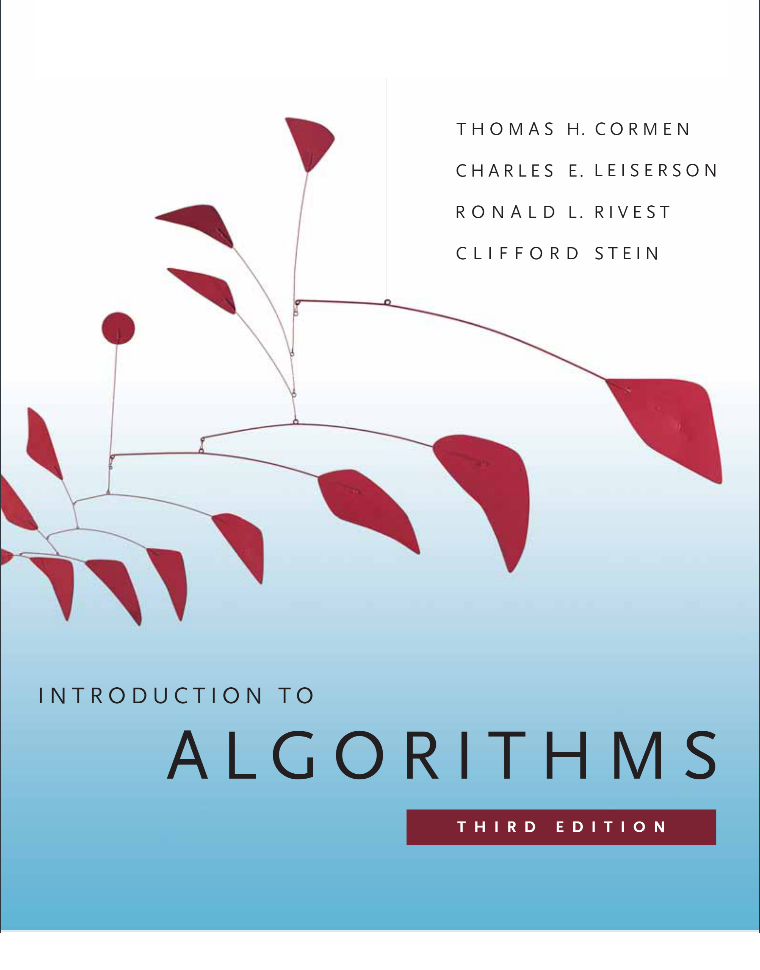 THOMAS H. CORMEN
CHARLES E. LEISERSON
RONALD L. RIVEST
CLIFFORD STEIN
INTRODUCTION TO
ALGORITHMS
THIRD EDITION